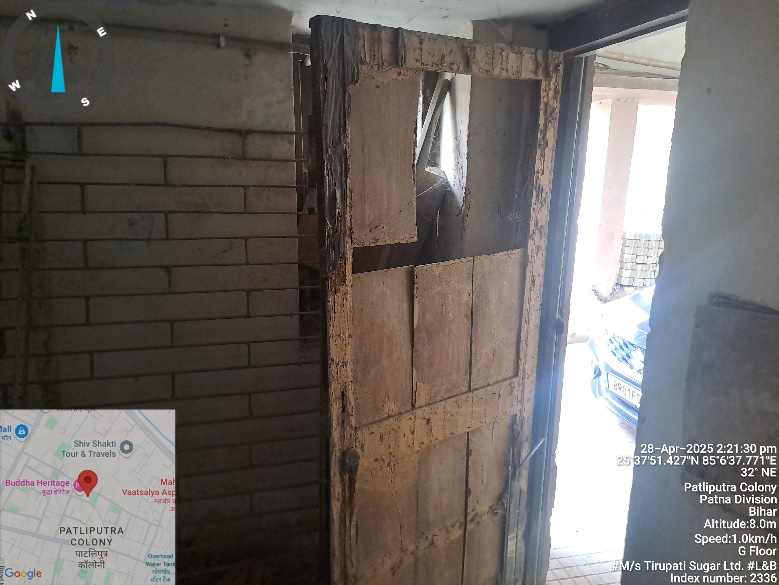 N
E
W
S
Mall
मॉल
Shiv Shakti
Tour & Travels
Buddha Heritage
बुद्धा हेरिटेज
Vaatsalya
PATLIPUTRA
COLONY
पाटलिपुत्र
कॉलोनी
Overhead
Water Tank
Google
28-Apr-2025 2:21:30 pm
25°37'51.427"N 85°6'37.771"E
32° NE
Patliputra Colony
Patna Division
Bihar
Altitude:8.0m
Speed:1.0km/h
G Floor
#M/s Tirupati Sugar Ltd. #L&B
Index number: 2335